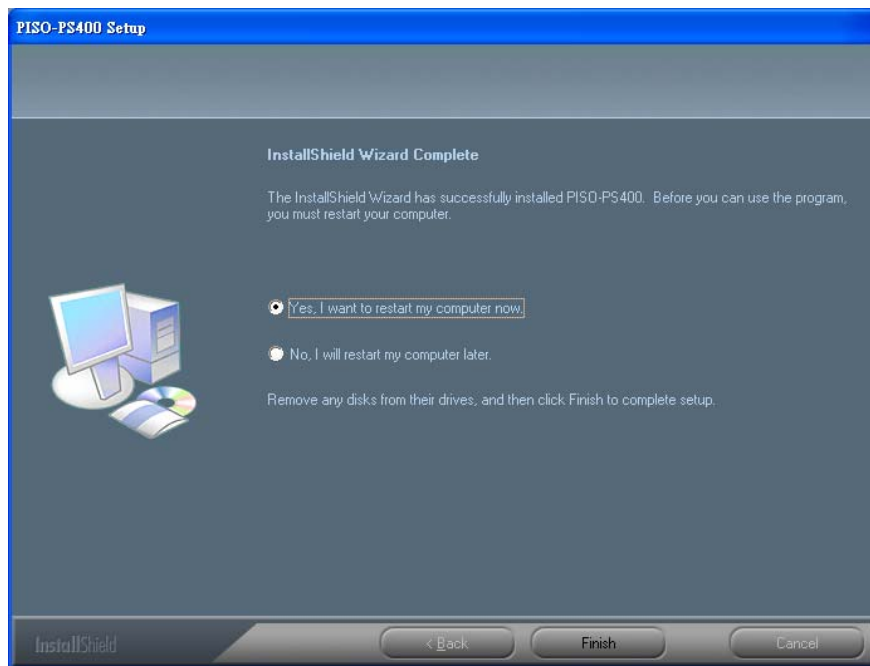 PISO-PS400 Setup
InstallShield Wizard Complete
The InstallShield Wizard has successfully installed PISO-PS400. Before you can use the program,
you must restart your computer.
Yes, I want to restart my computer now.
No, I will restart my computer later.
Remove any disks from their drives, and then click Finish to complete setup.
InstallShield
< Back
Finish
Cancel